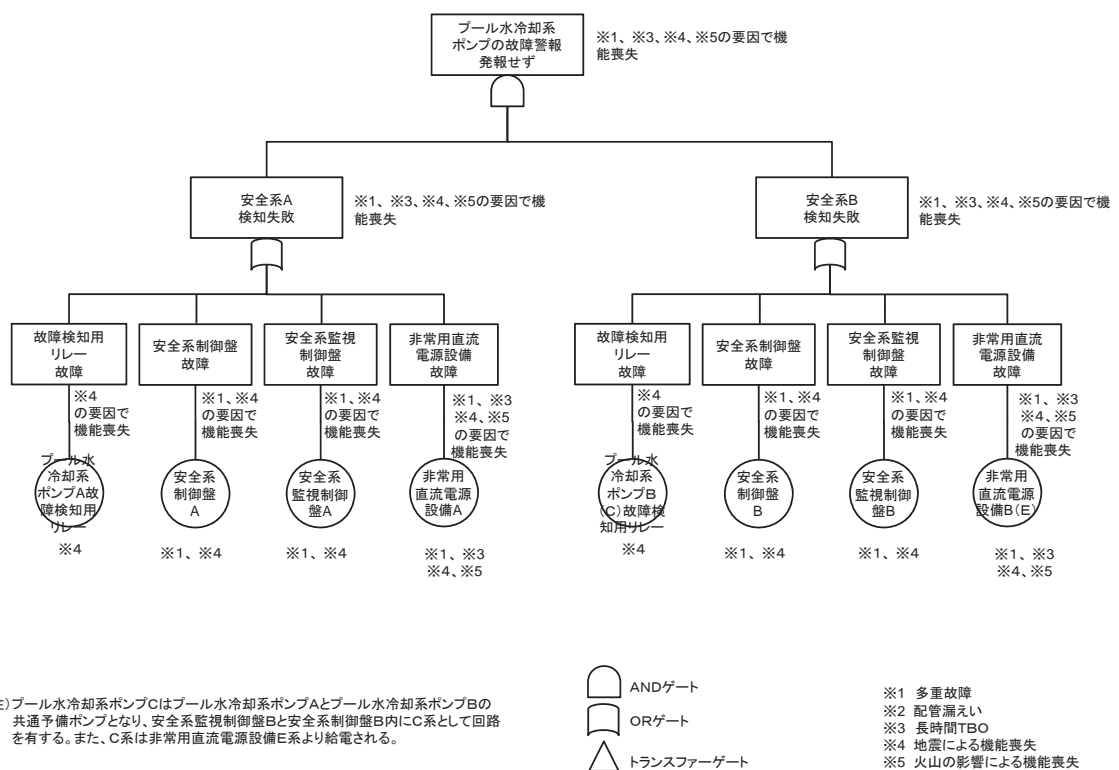 プール水冷却系
ポンプの故障警報
発報せず
※1、※3、※4、※5の要因で機
能喪失
安全系A
検知失敗
※1、※3、※4、※5の要因で機
能喪失
安全系B
検知失敗
※1、※3、※4、※5の要因で機
能喪失
故障検知用
リレー
故障
安全系制御盤
故障
安全系監視
制御盤
故障
非常用直流
電源設備
故障
故障検知用
リレー
故障
安全系制御盤
故障
安全系監視
制御盤
故障
非常用直流
電源設備
故障
※4
の要因で
機能喪失
※1、※4
の要因で
機能喪失
※1、※4
の要因で
機能喪失
※1、※3
※4、※5
の要因で
機能喪失
※4
の要因で
機能喪失
※1、※4
の要因で
機能喪失
※1、※4
の要因で
機能喪失
※1、※3
※4、※5
の要因で
機能喪失
プール水
冷却系
ポンプA故
障検知用
リレー
安全系
制御盤
A
安全系
監視制御
盤A
非常用
直流電源
設備A
プール水
冷却系
ポンプB
(C)故障検
知用リレー
安全系
制御盤
B
安全系
監視制御
盤B
非常用
直流電源
設備B(E)
※4
※1、※4
※1、※4
※1、※3
※4、※5
※4
※1、※4
※1、※4
※1、※3
※4、※5
)プール水冷却系ポンプCはプール水冷却系ポンプAとプール水冷却系ポンプBの
共通予備ポンプとなり、安全系監視制御盤Bと安全系制御盤B内にC系として回路
を有する。また、C系は非常用直流電源設備E系より給電される。
ANDゲート
ORゲート
トランスファーゲート
※1 多重故障
※2 配管漏えい
※3 長時間TBO
※4 地震による機能喪失
※5 火山の影響による機能喪失